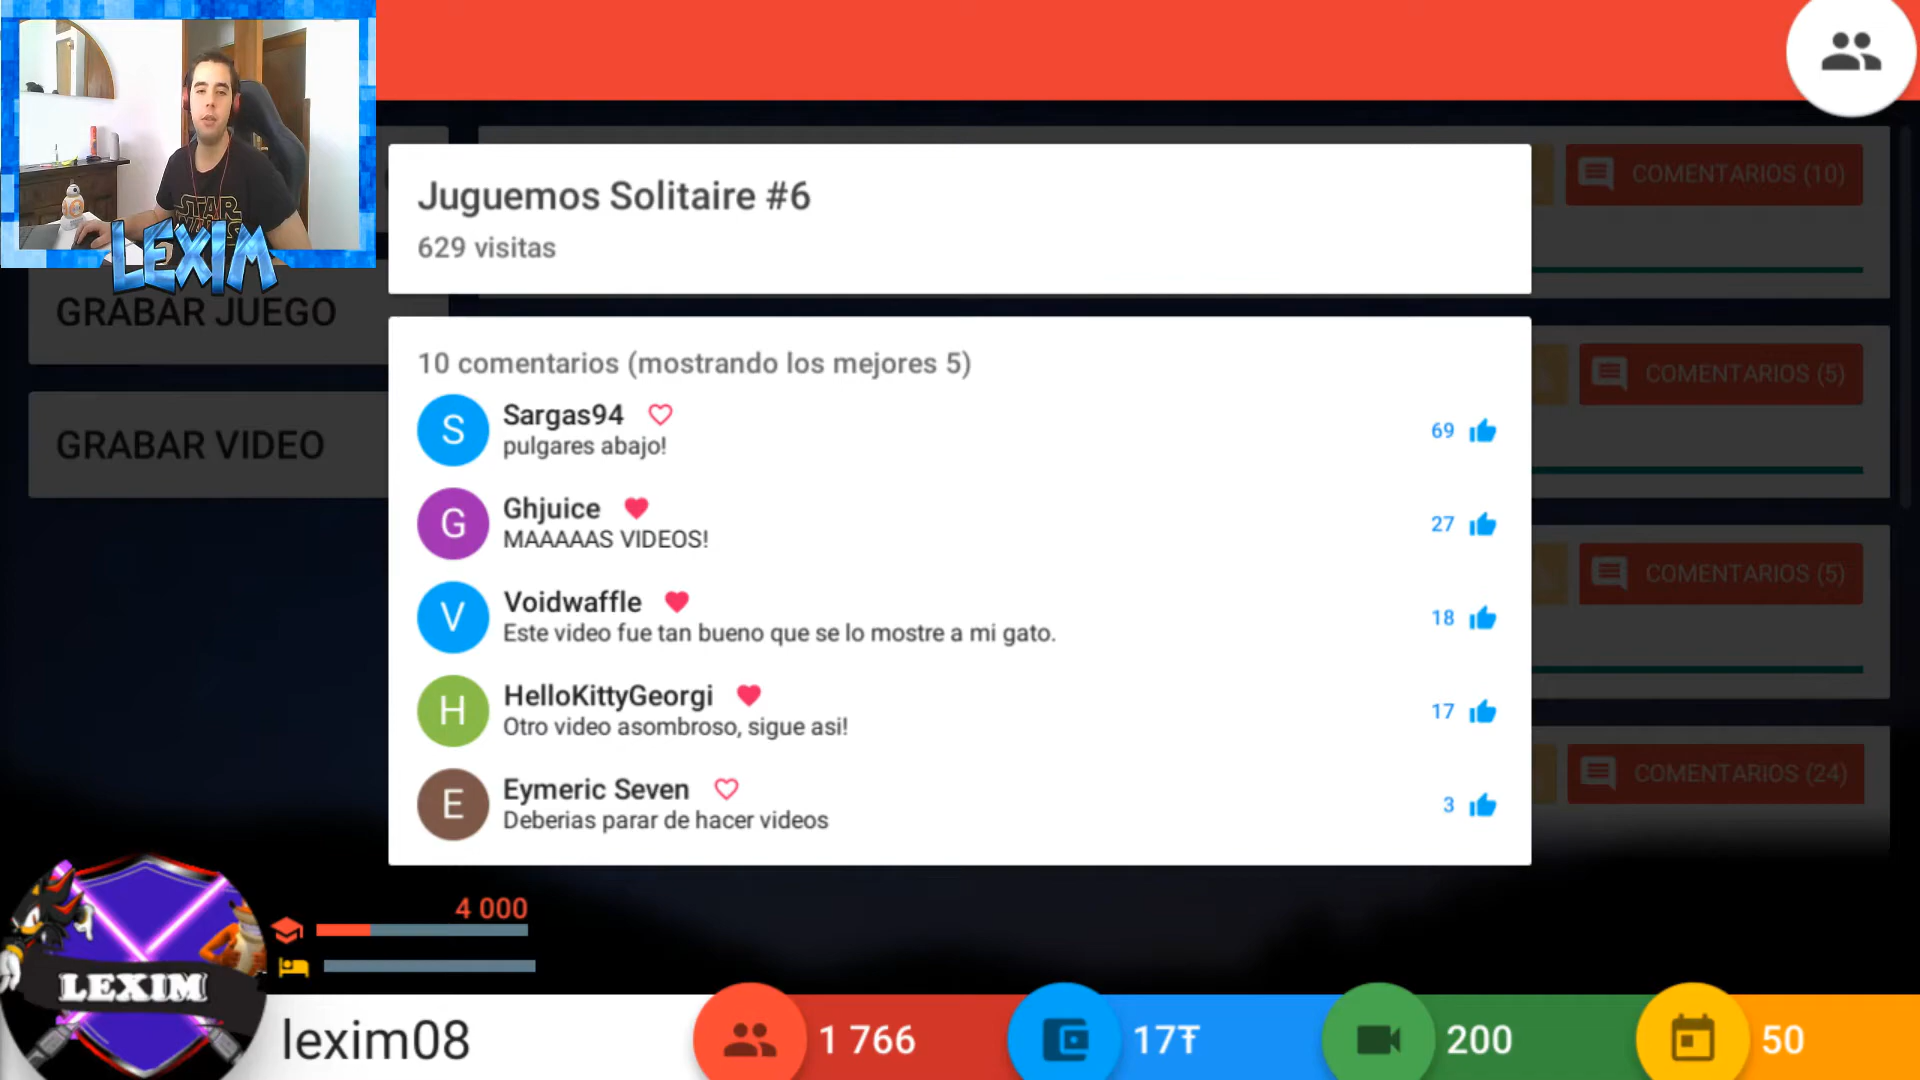 STAR
WARS
LEXIM
COMENTARIOS (10)
Juguemos Solitaire #6
629 visitas
GRABAR JUEGO
COMENTARIOS (5)
10 comentarios (mostrando los mejores 5)
S
Sargas94
pulgares abajo!
69
GRABAR VIDEO
G
Ghjuice
MAAAAAS VIDEOS!
27
COMENTARIOS (5)
V
Voidwaffle
Este video fue tan bueno que se lo mostre a mi gato.
18
H
HelloKittyGeorgi
Otro video asombroso, sigue asi!
17
COMENTARIOS (24)
E
Eymeric Seven
Deberias parar de hacer videos
3
4 000
LEXIM
lexim08
1 766
17Ŧ
200
50